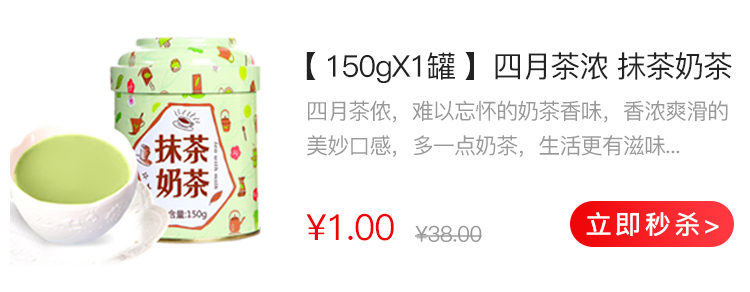 【150gX1罐】四月茶浓 抹茶奶茶
四月茶侬，难以忘怀的奶茶香味，香浓爽滑的
美妙口感，多一点奶茶，生活更有滋味...
¥1.00 ¥38.00 立即秒杀>
抹茶
奶茶
含量:150g